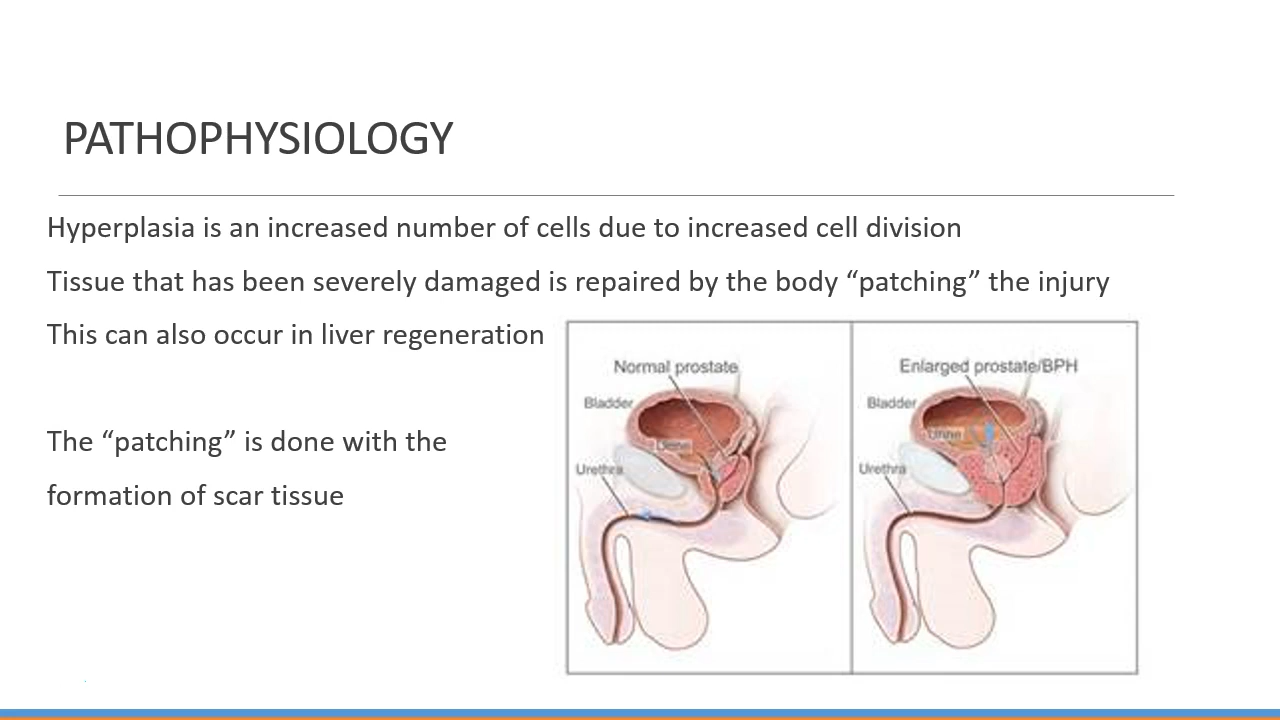 PATHOPHYSIOLOGY
Hyperplasia is an increased number of cells due to increased cell division
Tissue that has been severely damaged is repaired by the body “patching” the injury
This can also occur in liver regeneration
The “patching” is done with the
formation of scar tissue
Normal prostate
Bladder
Urine
Urethra
Enlarged prostate/BPH
Bladder
Urine
Urethra